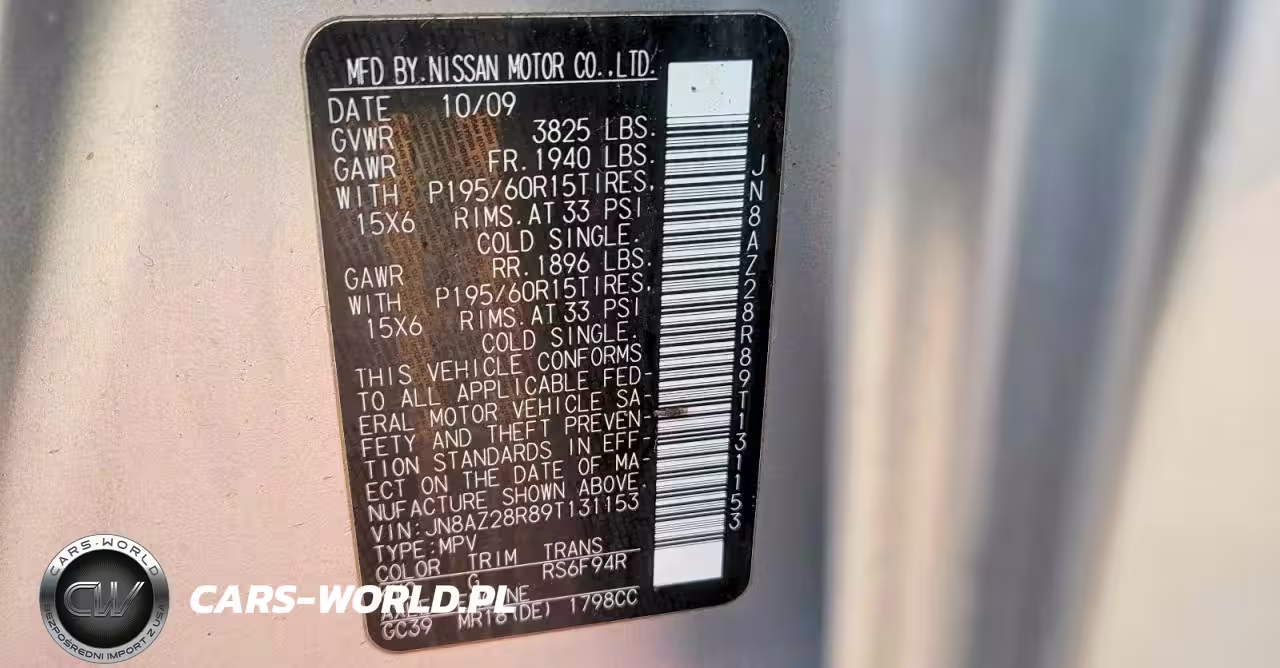 MFD BY.NISSAN MOTOR CO.,LTD.
DATE 10/09
GVWR 3825 LBS.
GAWR FR.1940 LBS.
WITH P195/60R15TIRES,
15X6 RIMS.AT 33 PSI
COLD SINGLE.
GAWR RR.1896 LBS.
WITH P195/60R15TIRES,
15X6 RIMS.AT 33 PSI
COLD SINGLE.
THIS VEHICLE CONFORMS
TO ALL APPLICABLE FED-
ERAL MOTOR VEHICLE SA-
FETY AND THEFT PREVEN-
TION STANDARDS IN EFF-
ECT ON THE DATE OF MA-
NUFACTURE SHOWN ABOVE.
VIN:JN8AZ28R89T131153
TYPE:MPV
COLOR TRIM TRANS
G RS6F94R
GC39 MR18(DE) 1798CC
JN8AZ28R89T131153
CARS-WORLD
CW
BEZPOŚREDNI IMPORT Z USA
CARS-WORLD.PL